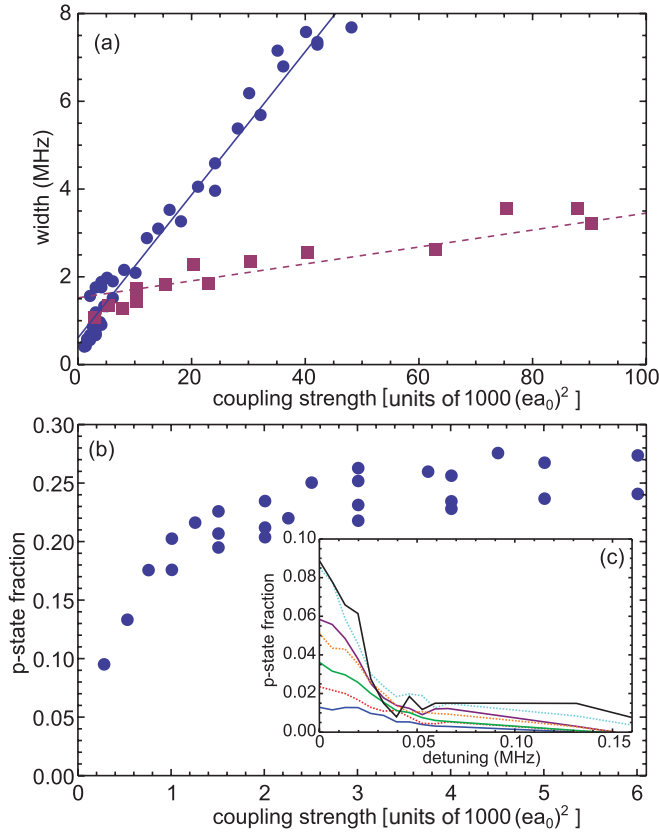 8
6
4
2
0
(a)
width (MHz)
0 20 40 60 80 100
coupling strength [units of 1000 (ea₀)²]
0.30
0.25
0.20
0.15
0.10
0.05
0.00
(b)
p-state fraction
0.10
0.08
0.06
0.04
0.02
0.00
(c)
p-state fraction
0 0.05 0.10 0.15
detuning (MHz)
0 1 2 3 4 5 6
coupling strength [units of 1000 (ea₀)²]